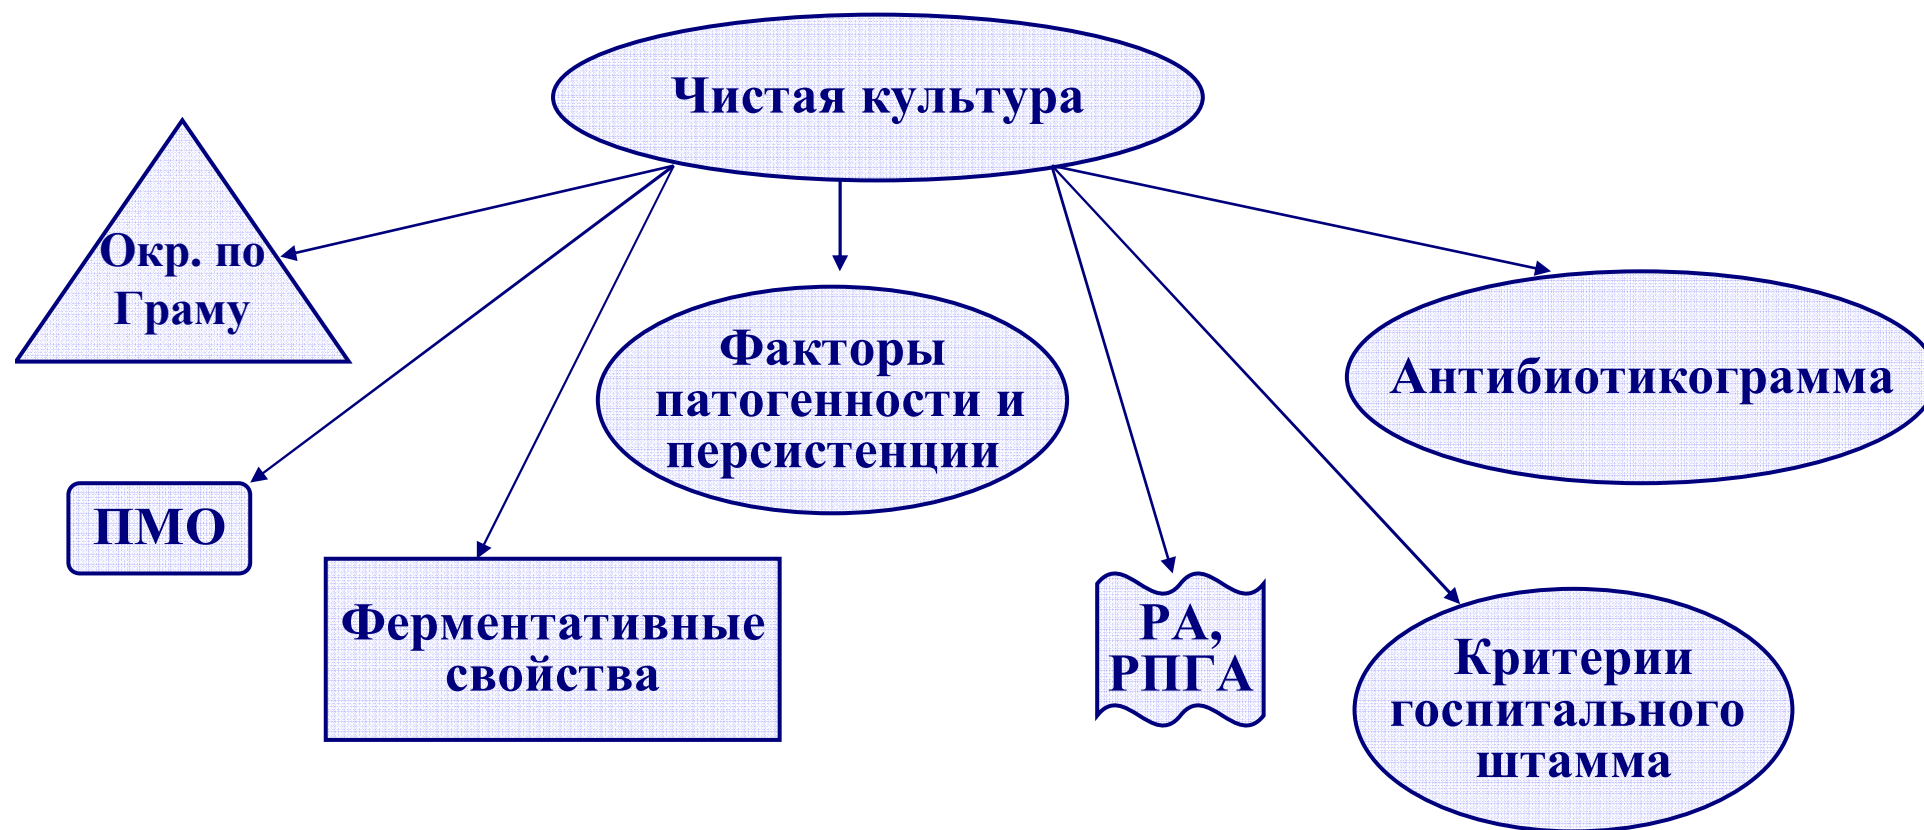 Чистая культура
Окр. по
Граму
Факторы
патогенности и
персистенции
Антибиотикограмма
ПМО
Ферментативные
свойства
РА,
РПГА
Критерии
госпитального
штамма